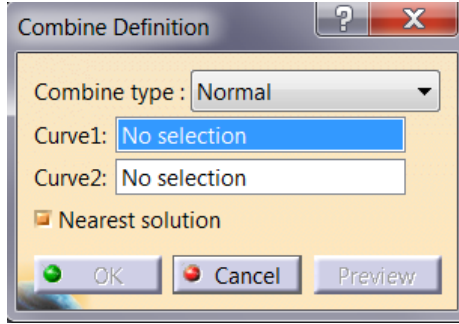 Combine Definition
Combine type : Normal
Curve1: No selection
Curve2: No selection
Nearest solution
OK Cancel Preview